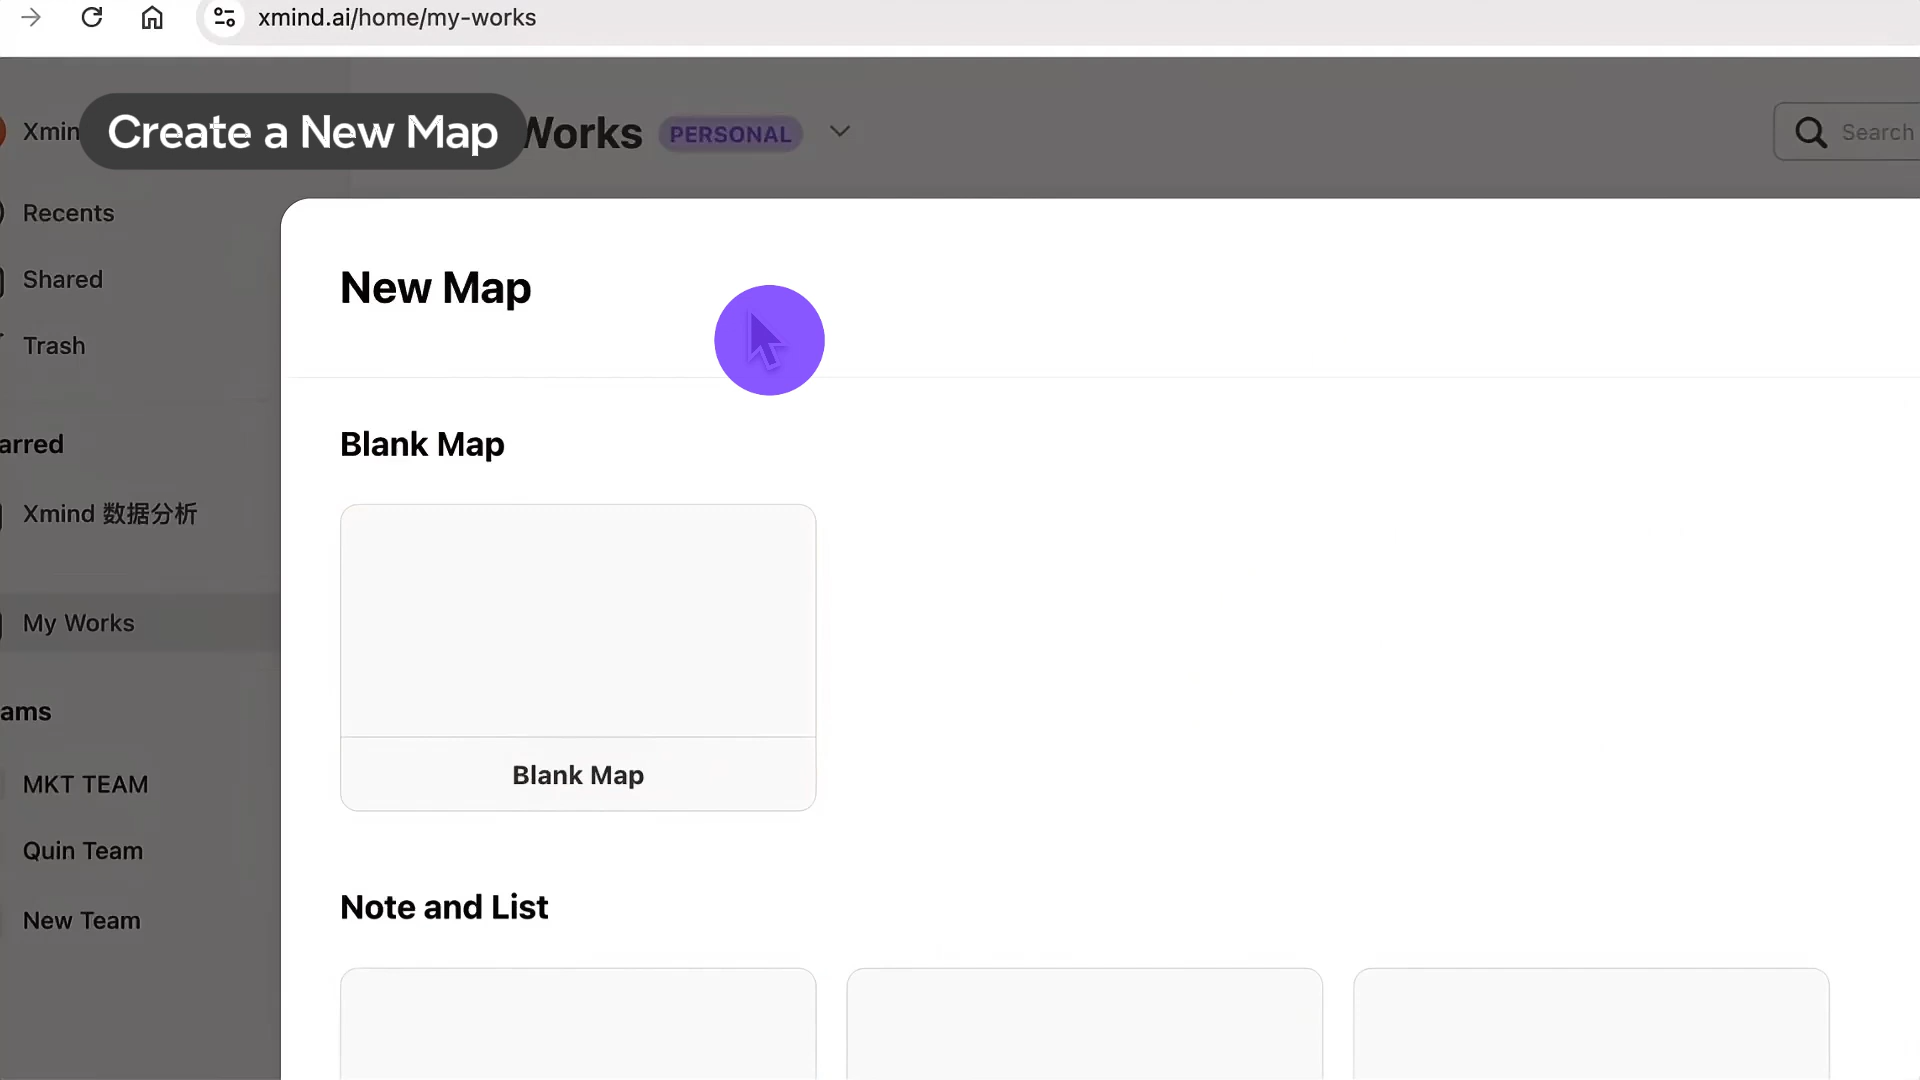 xmind.ai/home/my-works
Xmin
Create a New Map
Works
PERSONAL
Search
Recents
Shared
Trash
arred
Xmind 数据分析
My Works
ams
MKT TEAM
Quin Team
New Team
New Map
Blank Map
Blank Map
Note and List